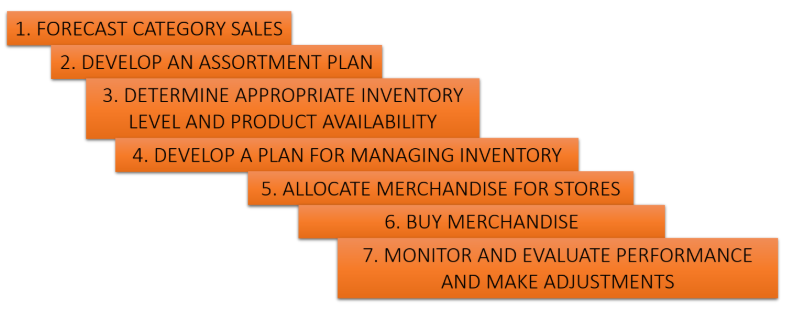 1. FORECAST CATEGORY SALES
2. DEVELOP AN ASSORTMENT PLAN
3. DETERMINE APPROPRIATE INVENTORY
LEVEL AND PRODUCT AVAILABILITY
4. DEVELOP A PLAN FOR MANAGING INVENTORY
5. ALLOCATE MERCHANDISE FOR STORES
6. BUY MERCHANDISE
7. MONITOR AND EVALUATE PERFORMANCE
AND MAKE ADJUSTMENTS